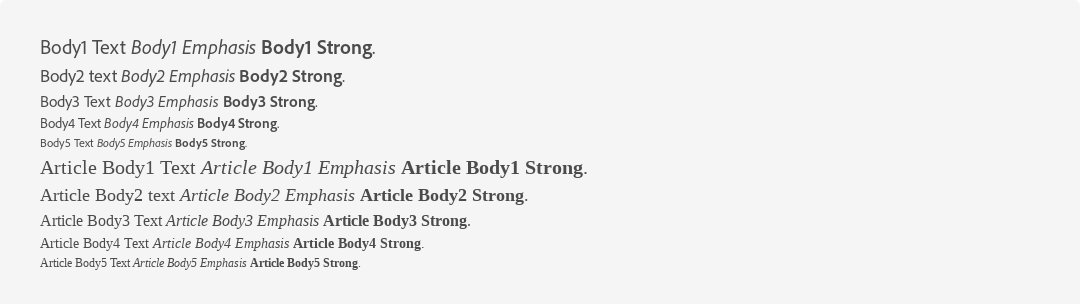 Body1 Text Body1 Emphasis Body1 Strong.
Body2 text Body2 Emphasis Body2 Strong.
Body3 Text Body3 Emphasis Body3 Strong.
Body4 Text Body4 Emphasis Body4 Strong.
Body5 Text Body5 Emphasis Body5 Strong.
Article Body1 Text Article Body1 Emphasis Article Body1 Strong.
Article Body2 text Article Body2 Emphasis Article Body2 Strong.
Article Body3 Text Article Body3 Emphasis Article Body3 Strong.
Article Body4 Text Article Body4 Emphasis Article Body4 Strong.
Article Body5 Text Article Body5 Emphasis Article Body5 Strong.